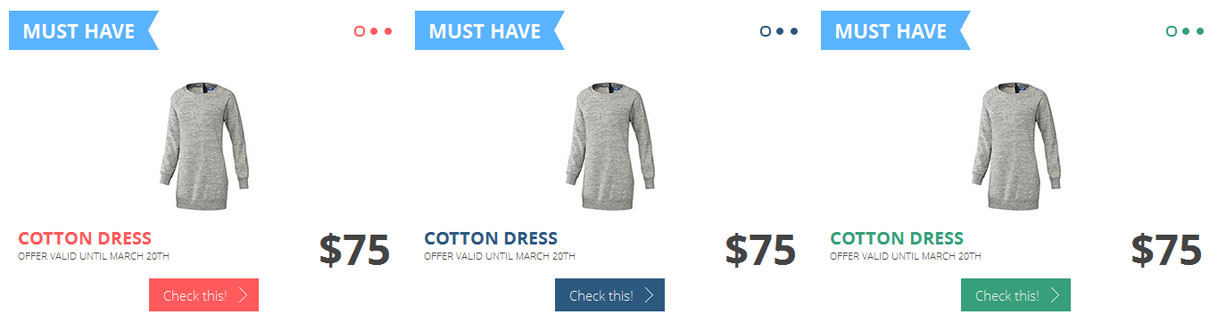 MUST HAVE
COTTON DRESS
OFFER VALID UNTIL MARCH 20TH
$75
Check this!
MUST HAVE
COTTON DRESS
OFFER VALID UNTIL MARCH 20TH
$75
Check this!
MUST HAVE
COTTON DRESS
OFFER VALID UNTIL MARCH 20TH
$75
Check this!